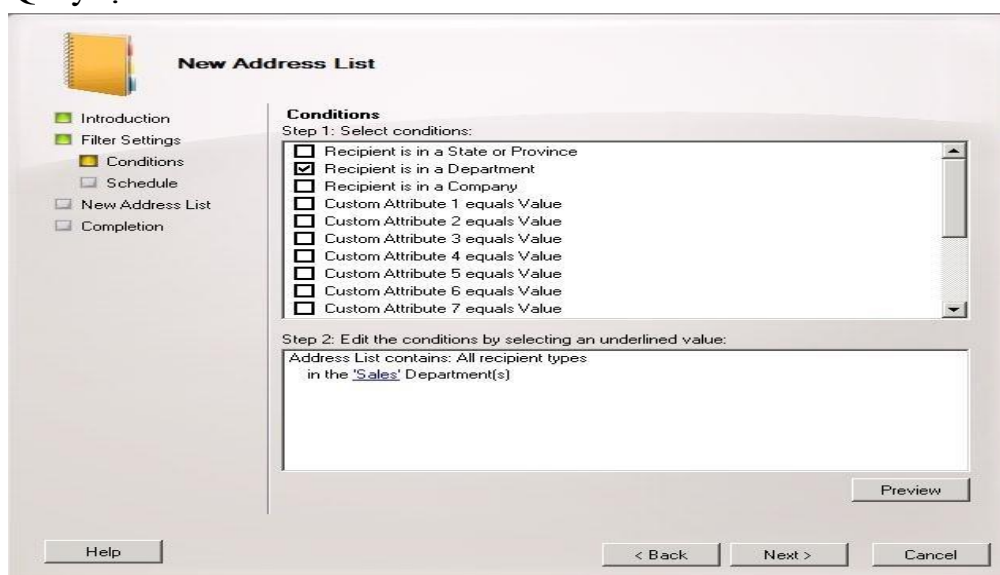 New Address List
Introduction
Filter Settings
Conditions
Schedule
New Address List
Completion
Conditions
Step 1: Select conditions:
Recipient is in a State or Province
Recipient is in a Department
Recipient is in a Company
Custom Attribute 1 equals Value
Custom Attribute 2 equals Value
Custom Attribute 3 equals Value
Custom Attribute 4 equals Value
Custom Attribute 5 equals Value
Custom Attribute 6 equals Value
Custom Attribute 7 equals Value
Step 2: Edit the conditions by selecting an underlined value:
Address List contains: All recipient types
in the 'Sales' Department(s)
Preview
Help
< Back
Next >
Cancel